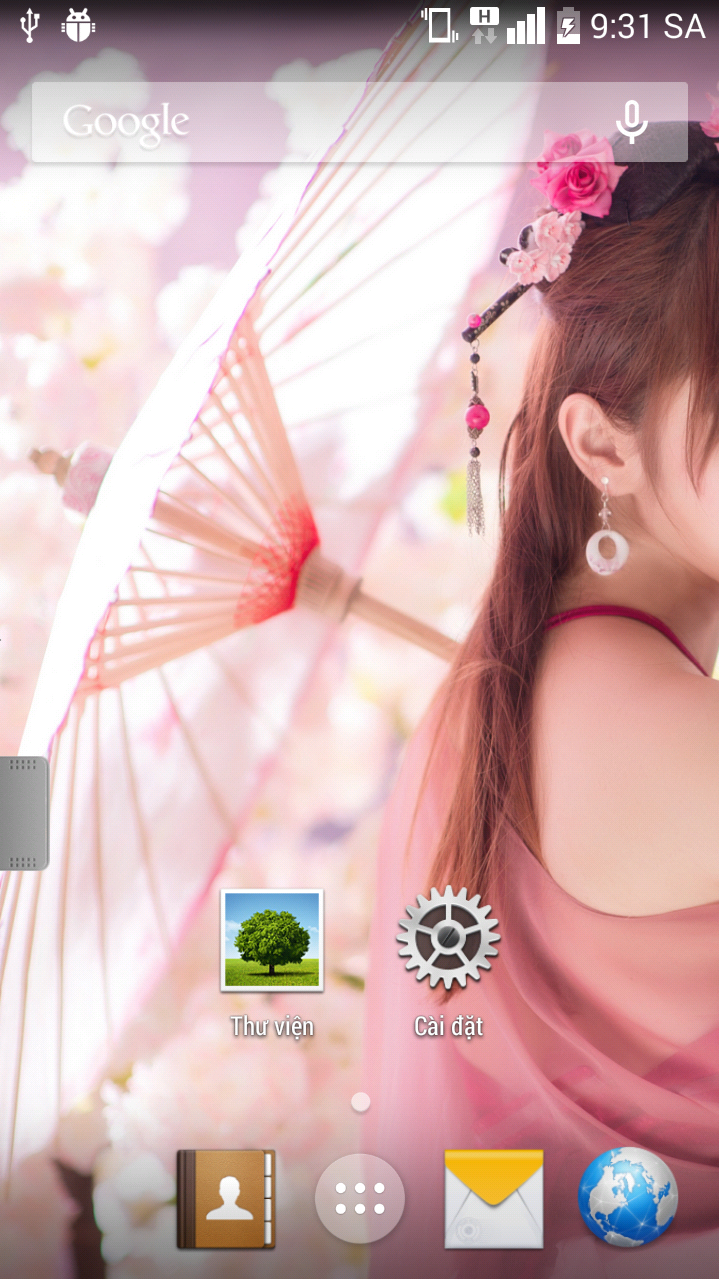 H
9:31 SA
Google
Thư viện
Cài đặt